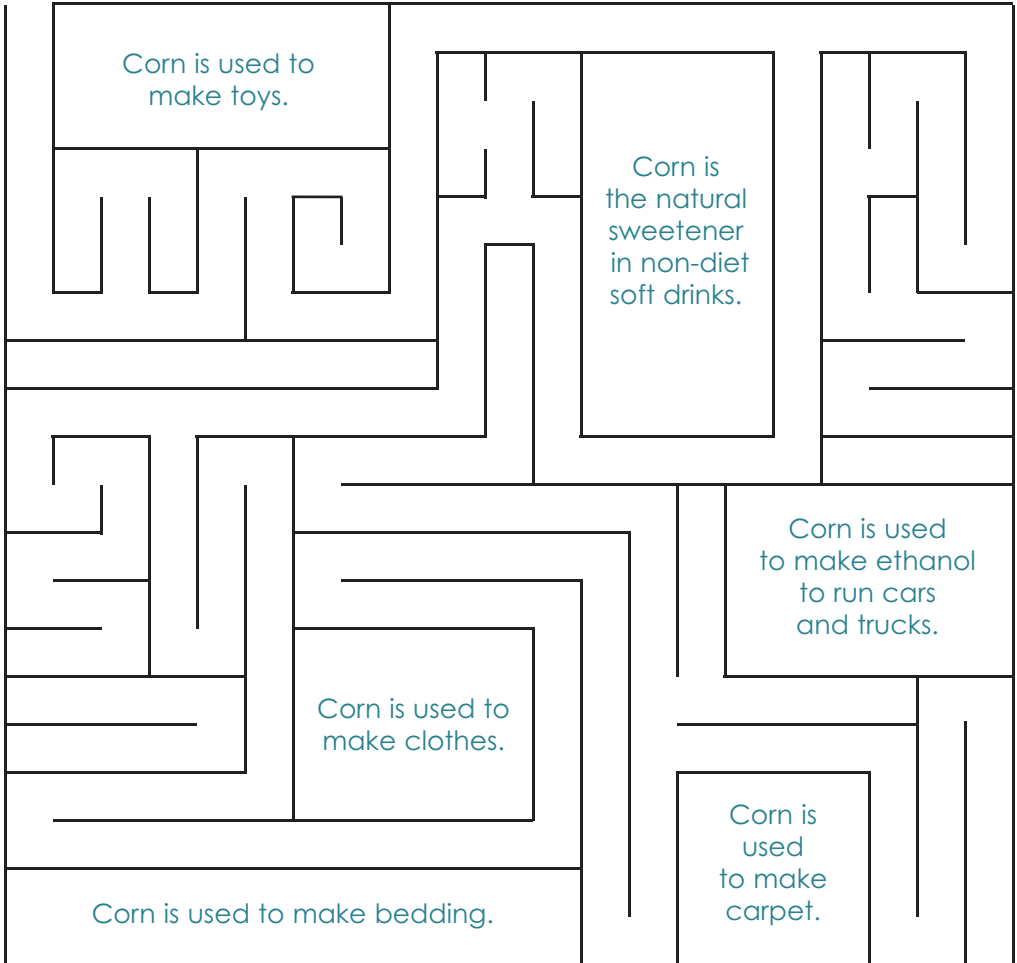 Corn is used to
make toys.
Corn is
the natural
sweetener
in non-diet
soft drinks.
Corn is used
to make ethanol
to run cars
and trucks.
Corn is used to
make clothes.
Corn is
used
to make
carpet.
Corn is used to make bedding.